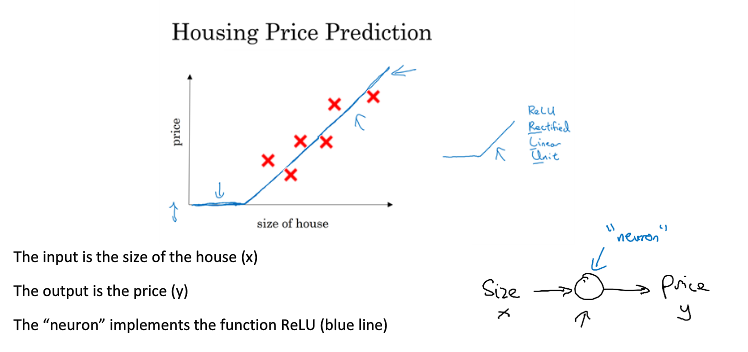 Housing Price Prediction
price
size of house
ReLU
Rectified
Linear
Unit
The input is the size of the house (x)
The output is the price (y)
The “neuron” implements the function ReLU (blue line)
"neuron"
Size
x
Price
y